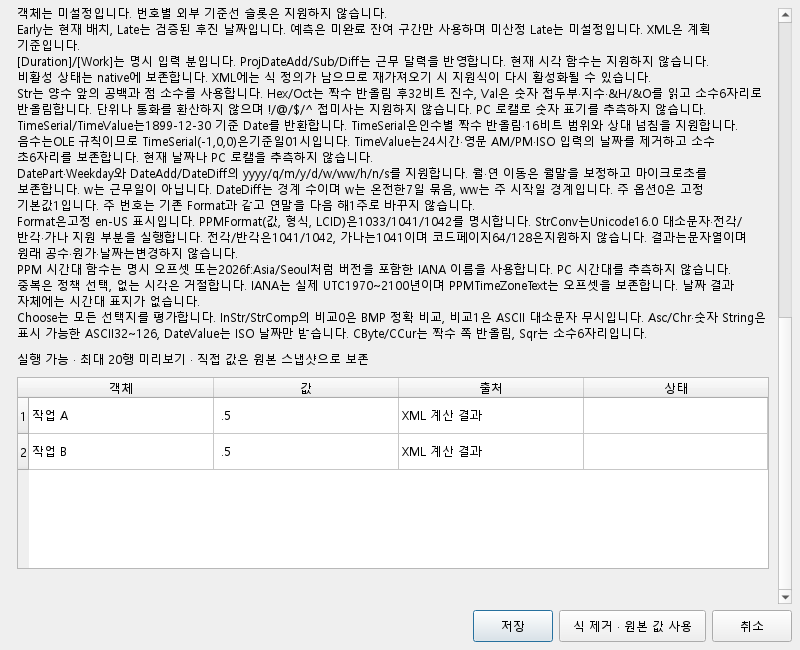 객체는 미설정입니다. 번호별 외부 기준선 슬롯은 지원하지 않습니다.
Early는 현재 배치, Late는 검증된 후진 날짜입니다. 예측은 미완료 잔여 구간만 사용하며 미산정 Late는 미설정입니다. XML은 계획
기준입니다.
[Duration]/[Work]는 명시 입력 분입니다. ProjDateAdd/Sub/Diff는 근무 달력을 반영합니다. 현재 시각 함수는 지원하지 않습니다.
비활성 상태는 native에 보존합니다. XML에는 식 정의가 남으므로 재가져오기 시 지원식이 다시 활성화될 수 있습니다.
Str는 양수 앞의 공백과 점 소수를 사용합니다. Hex/Oct는 짝수 반올림 후32비트 진수, Val은 숫자 접두부·지수·&H/&O를 읽고 소수6자리로
반올림합니다. 단위나 통화를 환산하지 않으며 !/@/$/^ 접미사는 지원하지 않습니다. PC 로캘로 숫자 표기를 추측하지 않습니다.
TimeSerial/TimeValue는1899-12-30 기준 Date를 반환합니다. TimeSerial은인수별 짝수 반올림·16비트 범위와 상대 넘침을 지원합니다.
음수는OLE 규칙이므로 TimeSerial(-1,0,0)은기준일01시입니다. TimeValue는24시간·영문 AM/PM·ISO 입력의 날짜를 제거하고 소수
초6자리를 보존합니다. 현재 날짜나 PC 로캘을 추측하지 않습니다.
DatePart·Weekday와 DateAdd/DateDiff의 yyyy/q/m/y/d/w/ww/h/n/s를 지원합니다. 월·연 이동은 월말을 보정하고 마이크로초를
보존합니다. w는 근무일이 아닙니다. DateDiff는 경계 수이며 w는 온전한7일 묶음, ww는 주 시작일 경계입니다. 주 옵션0은 고정
기본값1입니다. 주 번호는 기존 Format과 같고 연말을 다음 해1주로 바꾸지 않습니다.
Format은고정 en-US 표시입니다. PPMFormat(값, 형식, LCID)은1033/1041/1042를 명시합니다. StrConv는Unicode16.0 대소문자·전각/
반각·가나 지원 부분을 실행합니다. 전각/반각은1041/1042, 가나는1041이며 코드페이지64/128은지원하지 않습니다. 결과는문자열이며
원래 공수·원가·날짜는변경하지 않습니다.
PPM 시간대 함수는 명시 오프셋 또는2026f:Asia/Seoul처럼 버전을 포함한 IANA 이름을 사용합니다. PC 시간대를 추측하지 않습니다.
중복은 정책 선택, 없는 시각은 거절합니다. IANA는 실제 UTC1970~2100년이며 PPMTimeZoneText는 오프셋을 보존합니다. 날짜 결과
자체에는 시간대 표지가 없습니다.
Choose는 모든 선택지를 평가합니다. InStr/StrComp의 비교0은 BMP 정확 비교, 비교1은 ASCII 대소문자 무시입니다. Asc/Chr·숫자 String은
표시 가능한 ASCII32~126, DateValue는 ISO 날짜만 받습니다. CByte/CCur는 짝수 쪽 반올림, Sqr는 소수6자리입니다.
실행 가능 · 최대 20행 미리보기 · 직접 값은 원본 스냅샷으로 보존
객체 값 출처 상태
1 작업 A .5 XML 계산 결과
2 작업 B .5 XML 계산 결과
저장 식 제거 · 원본 값 사용 취소